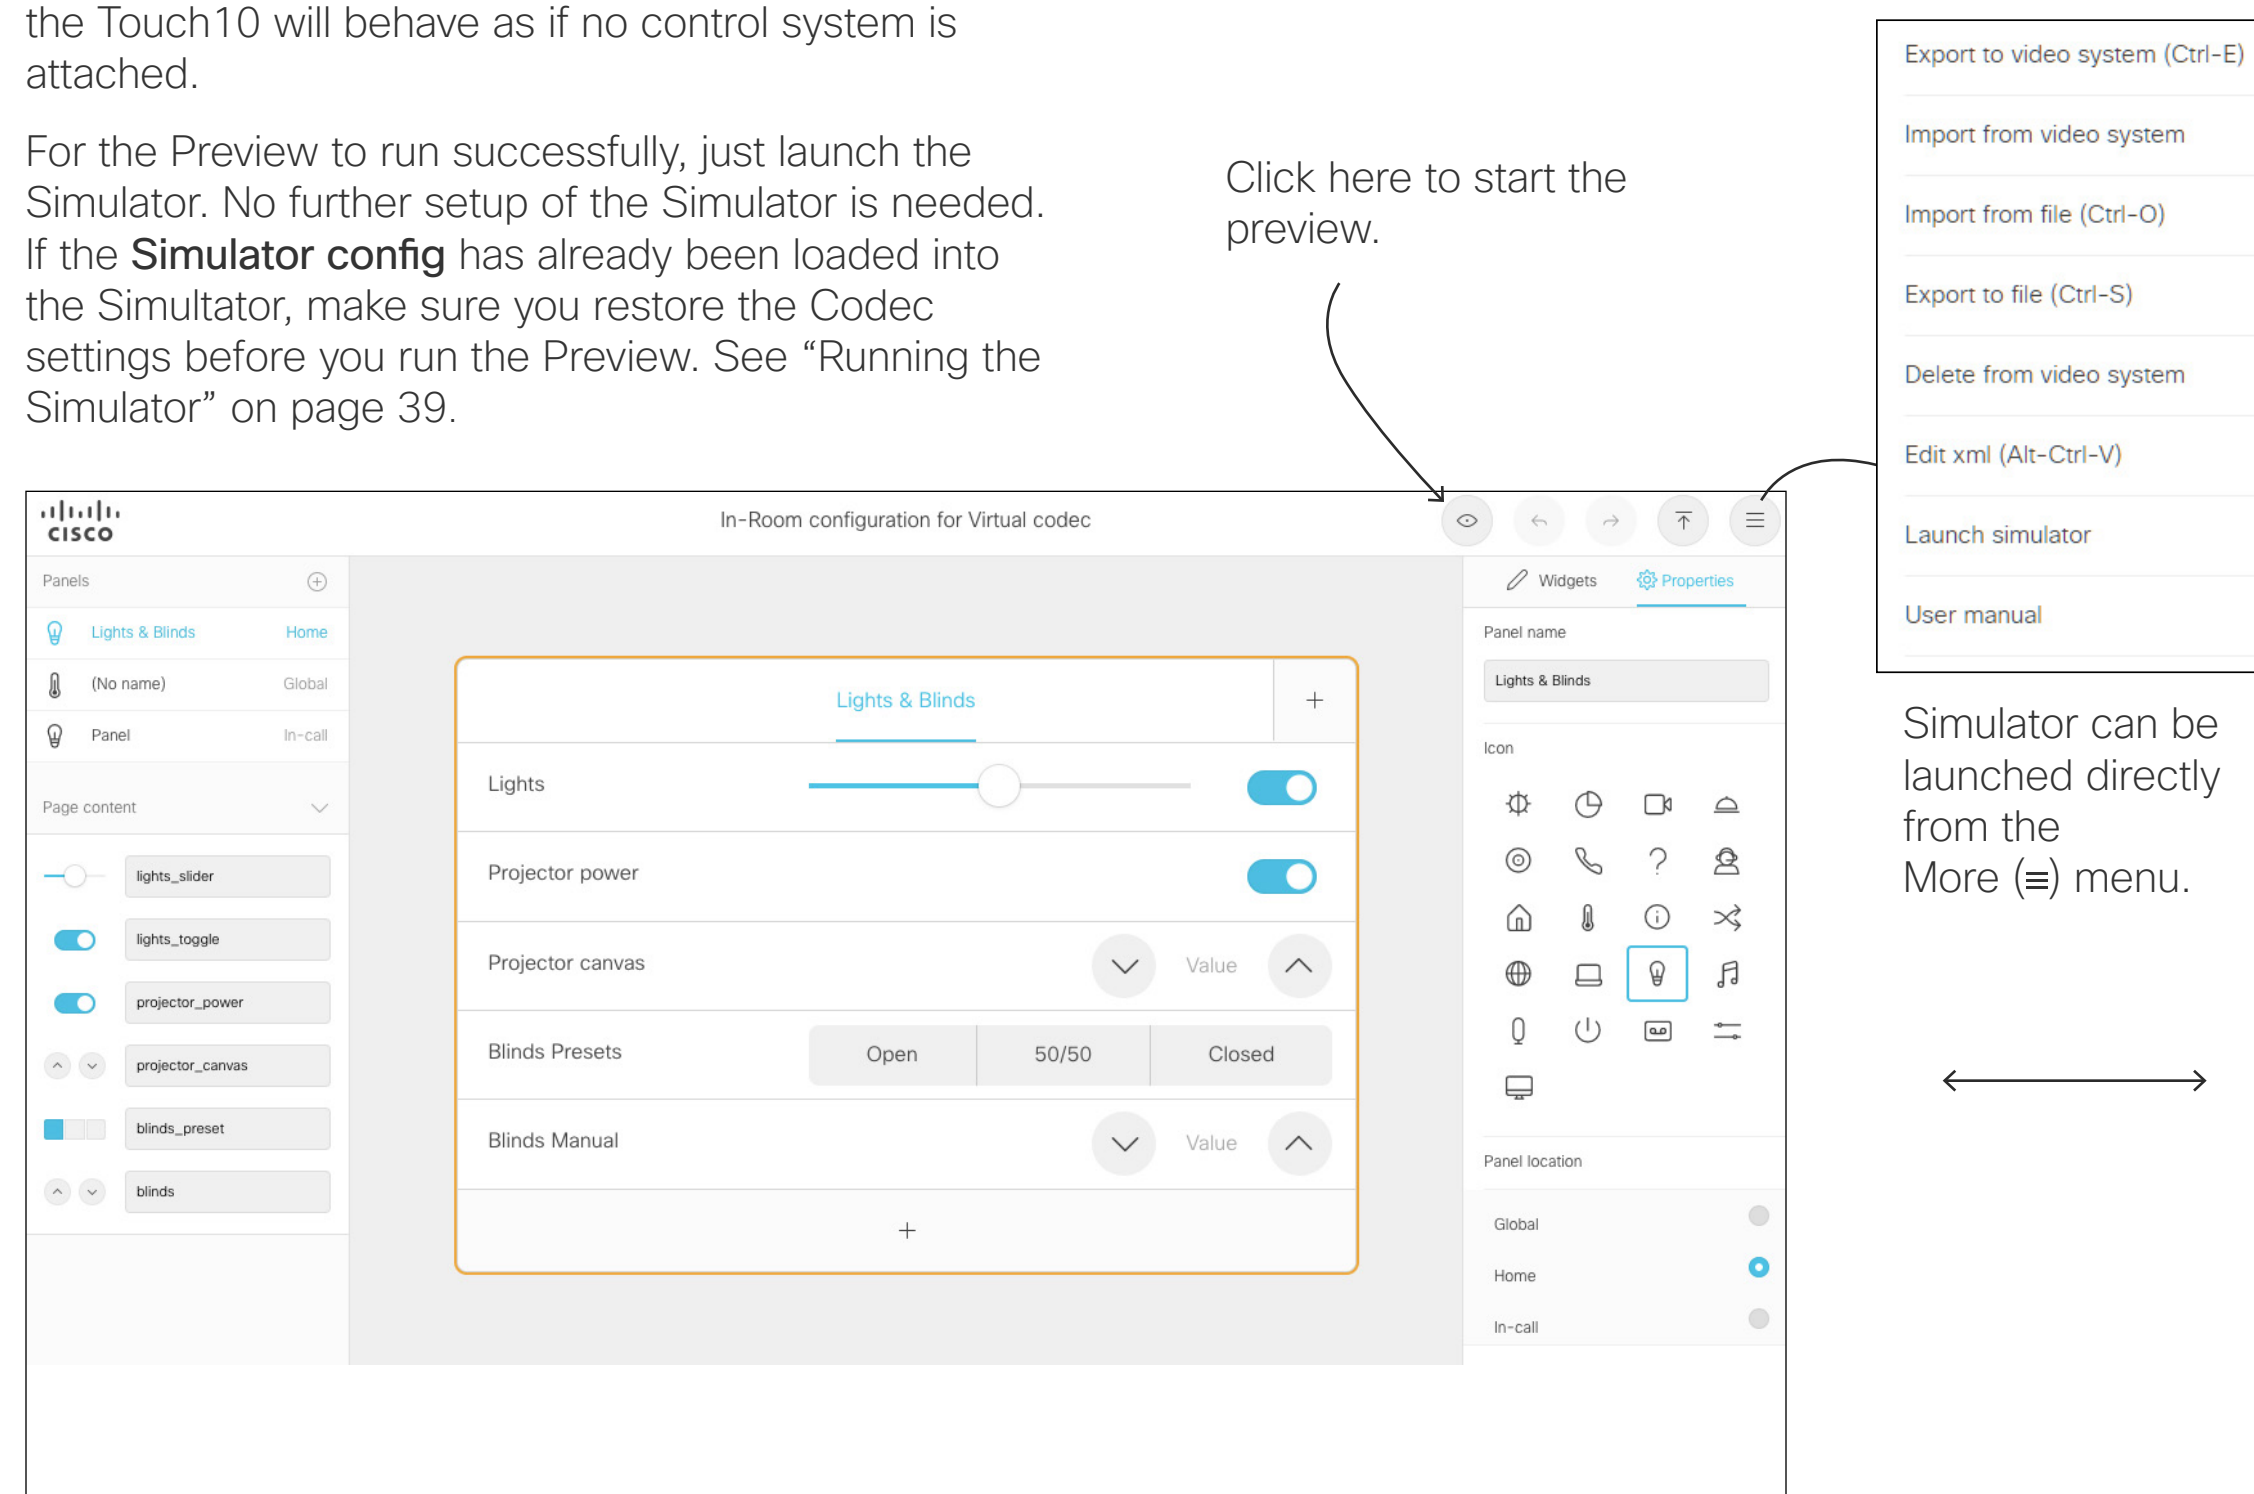 the Touch10 will behave as if no control system is
attached.
For the Preview to run successfully, just launch the
Simulator. No further setup of the Simulator is needed.
If the Simulator config has already been loaded into
the Simultator, make sure you restore the Codec
settings before you run the Preview. See “Running the
Simulator” on page 39.
Click here to start the
preview.
Export to video system (Ctrl-E)
Import from video system
Import from file (Ctrl-O)
Export to file (Ctrl-S)
Delete from video system
Edit xml (Alt-Ctrl-V)
Launch simulator
User manual
Simulator can be
launched directly
from the
More (≡) menu.
CISCO
In-Room configuration for Virtual codec
Panels
Lights & Blinds Home
(No name) Global
Panel In-call
Page content
lights_slider
lights_toggle
projector_power
projector_canvas
blinds_preset
blinds
Lights & Blinds +
Lights
Projector power
Projector canvas Value
Blinds Presets Open 50/50 Closed
Blinds Manual Value
+
Widgets Properties
Panel name
Lights & Blinds
Icon
Panel location
Global
Home
In-call